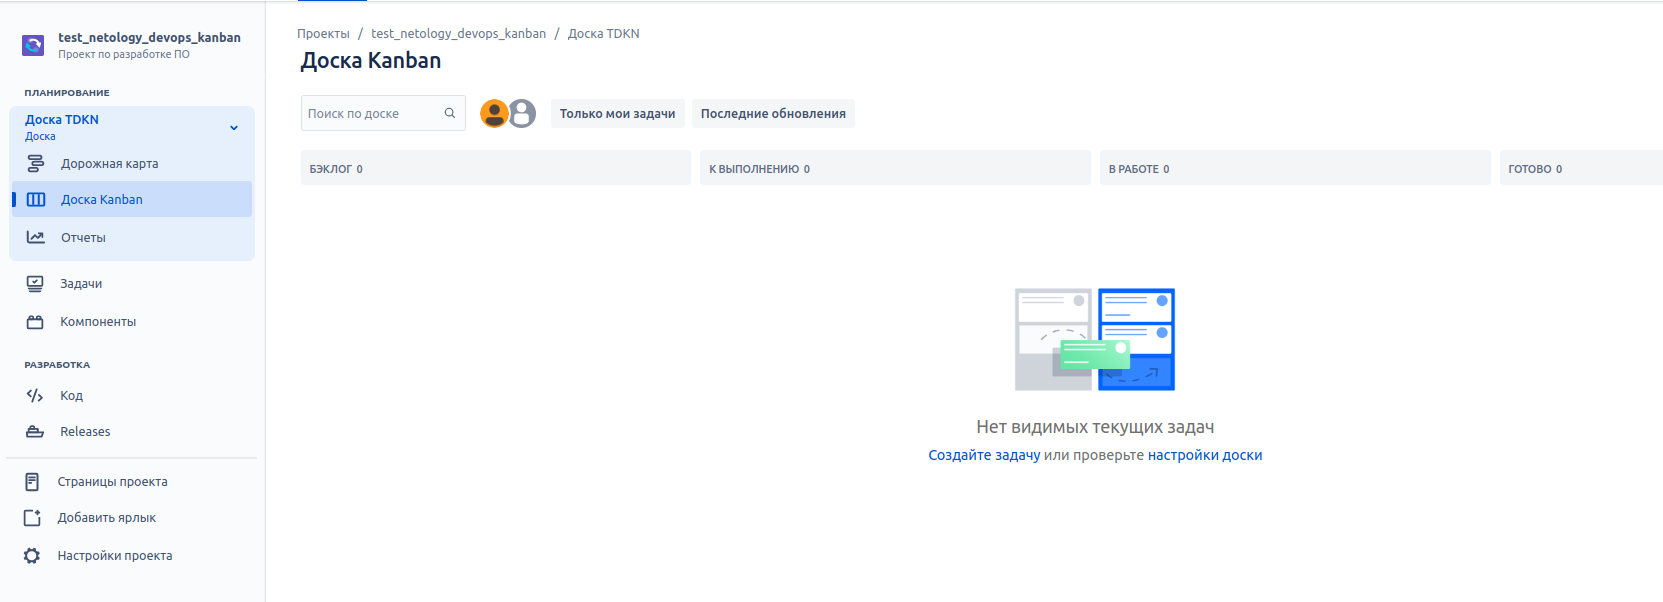 test_netology_devops_kanban
Проект по разработке ПО
ПЛАНИРОВАНИЕ
Доска TDKN
Доска
Дорожная карта
Доска Kanban
Отчеты
Задачи
Компоненты
РАЗРАБОТКА
Код
Releases
Страницы проекта
Добавить ярлык
Настройки проекта
Проекты / test_netology_devops_kanban / Доска TDKN
Доска Kanban
Поиск по доске
Только мои задачи
Последние обновления
БЭКЛОГ 0
К ВЫПОЛНЕНИЮ 0
В РАБОТЕ 0
ГОТОВО 0
Нет видимых текущих задач
Создайте задачу или проверьте настройки доски